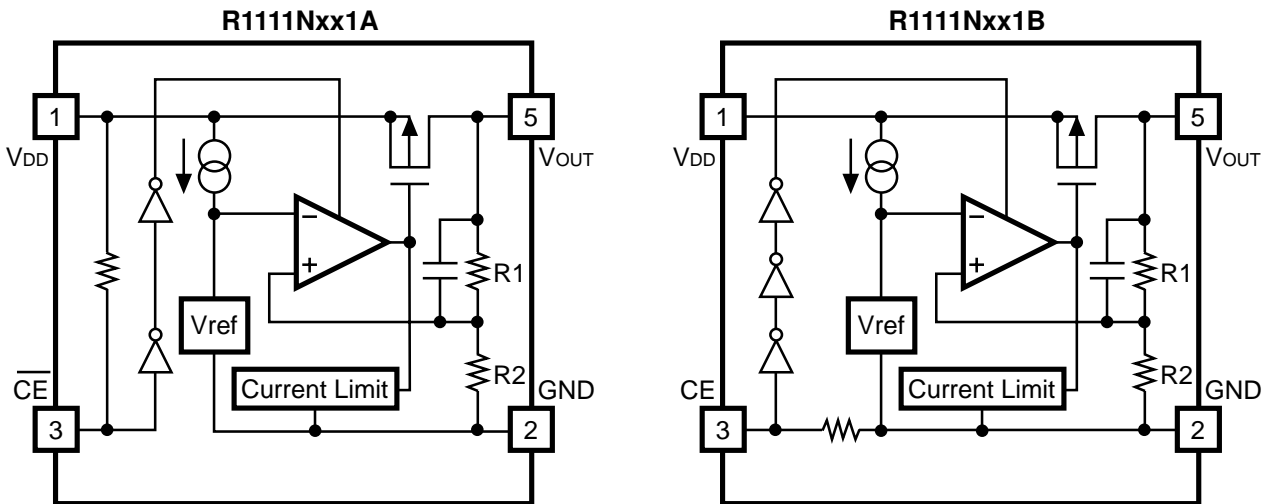 R1111Nxx1A
1
5
VDD
VOUT
−
+
R1
Vref
R2
Current Limit
CE
GND
3
2
R1111Nxx1B
1
5
VDD
VOUT
−
+
R1
Vref
R2
Current Limit
CE
GND
3
2